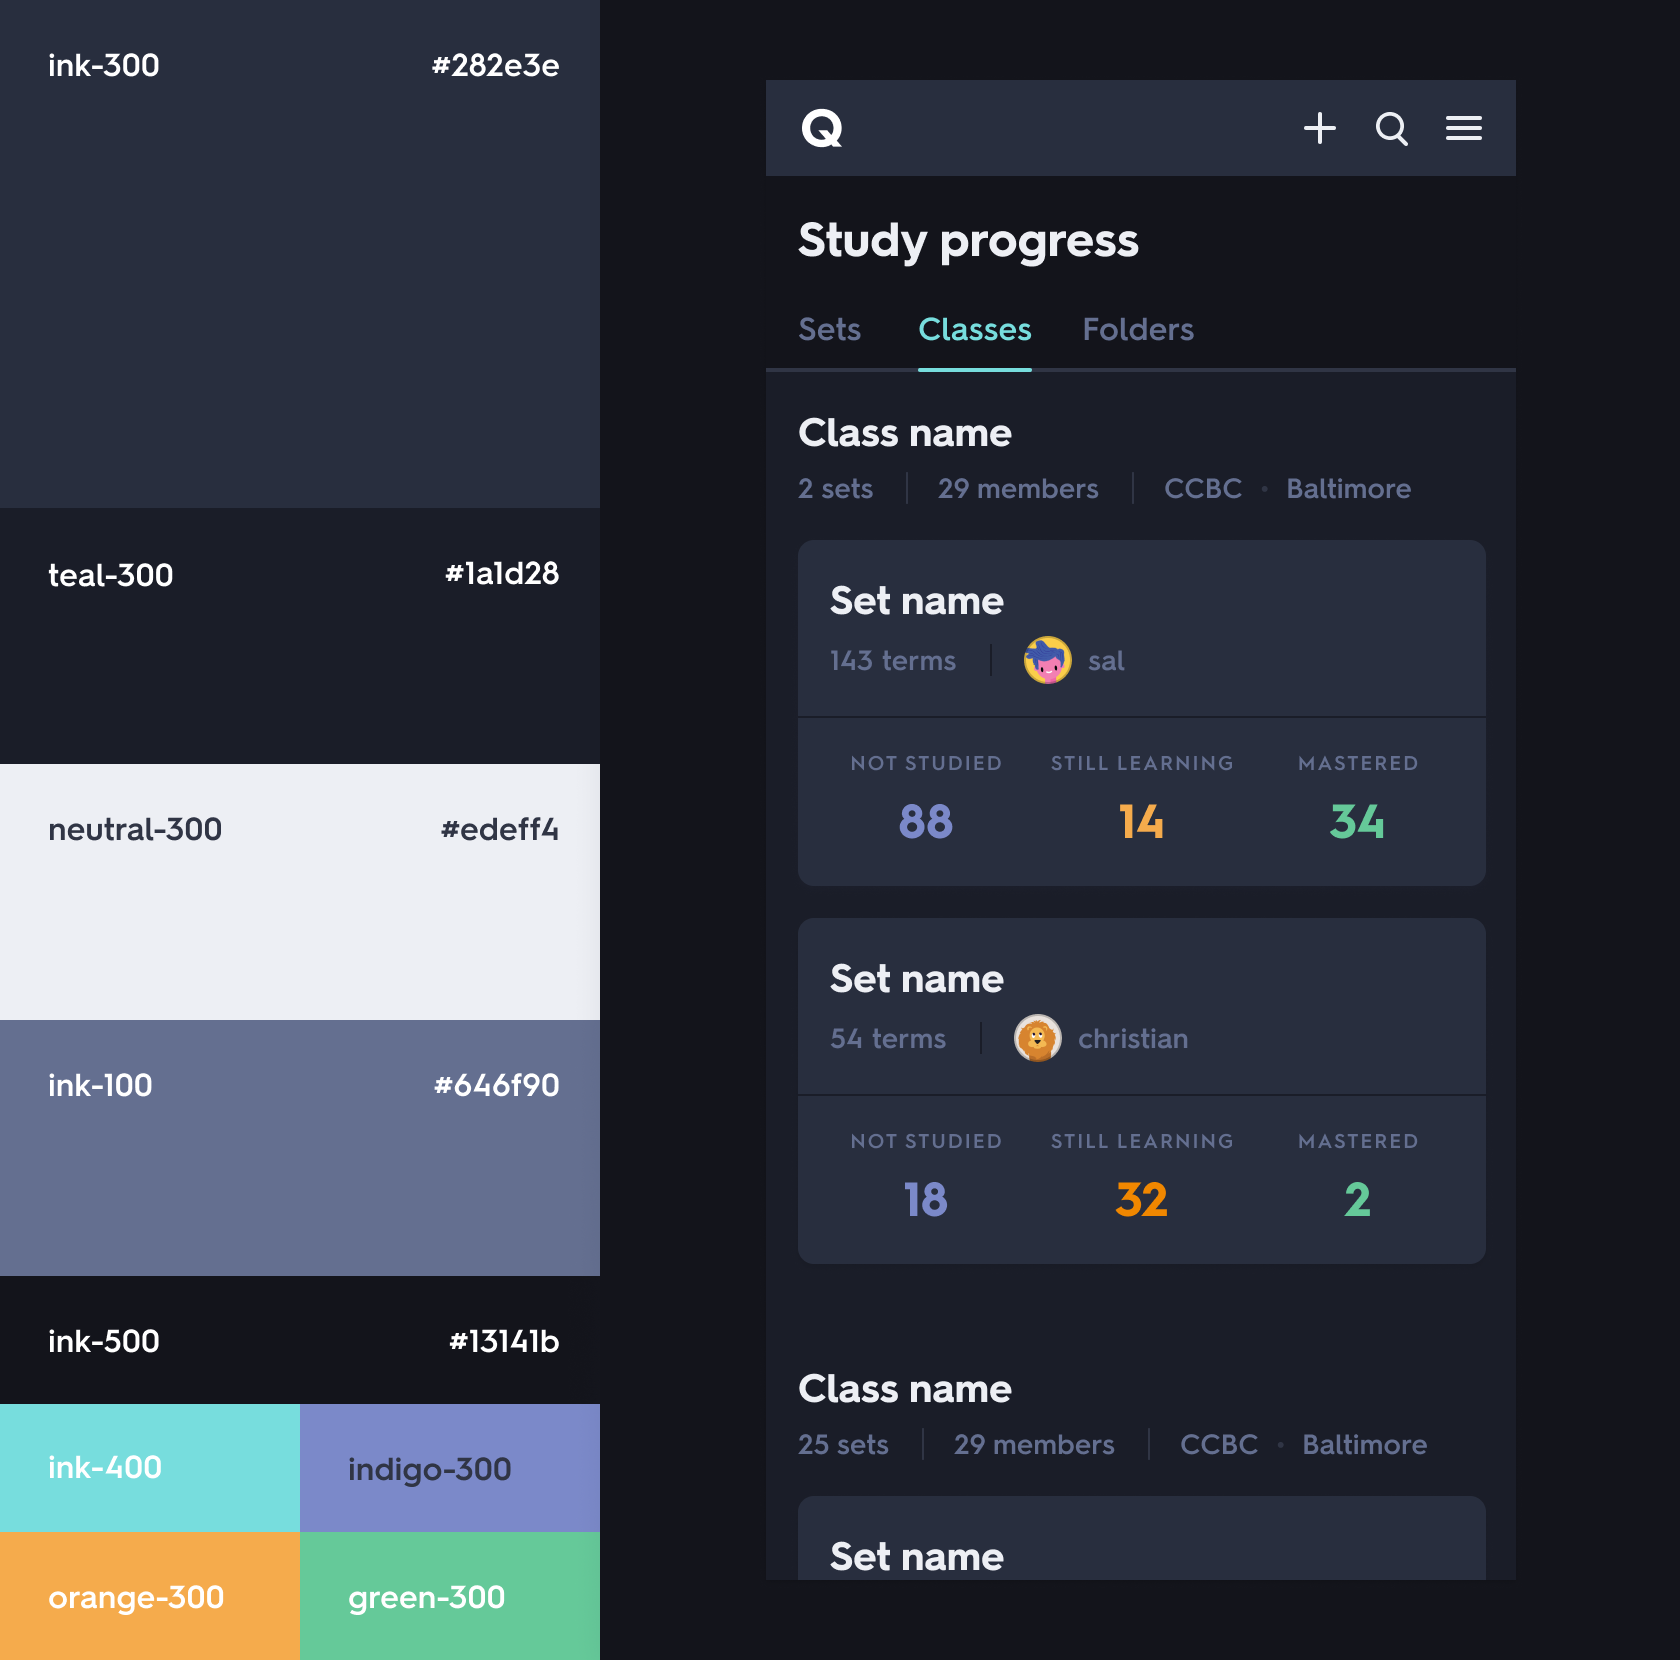 ink-300 #282e3e
teal-300 #1a1d28
neutral-300 #edeff4
ink-100 #646f90
ink-500 #13141b
ink-400 indigo-300
orange-300 green-300
Q
Study progress
Sets Classes Folders
Class name
2 sets 29 members CCBC • Baltimore
Set name
143 terms sal
NOT STUDIED STILL LEARNING MASTERED
88 14 34
Set name
54 terms christian
NOT STUDIED STILL LEARNING MASTERED
18 32 2
Class name
25 sets 29 members CCBC • Baltimore
Set name